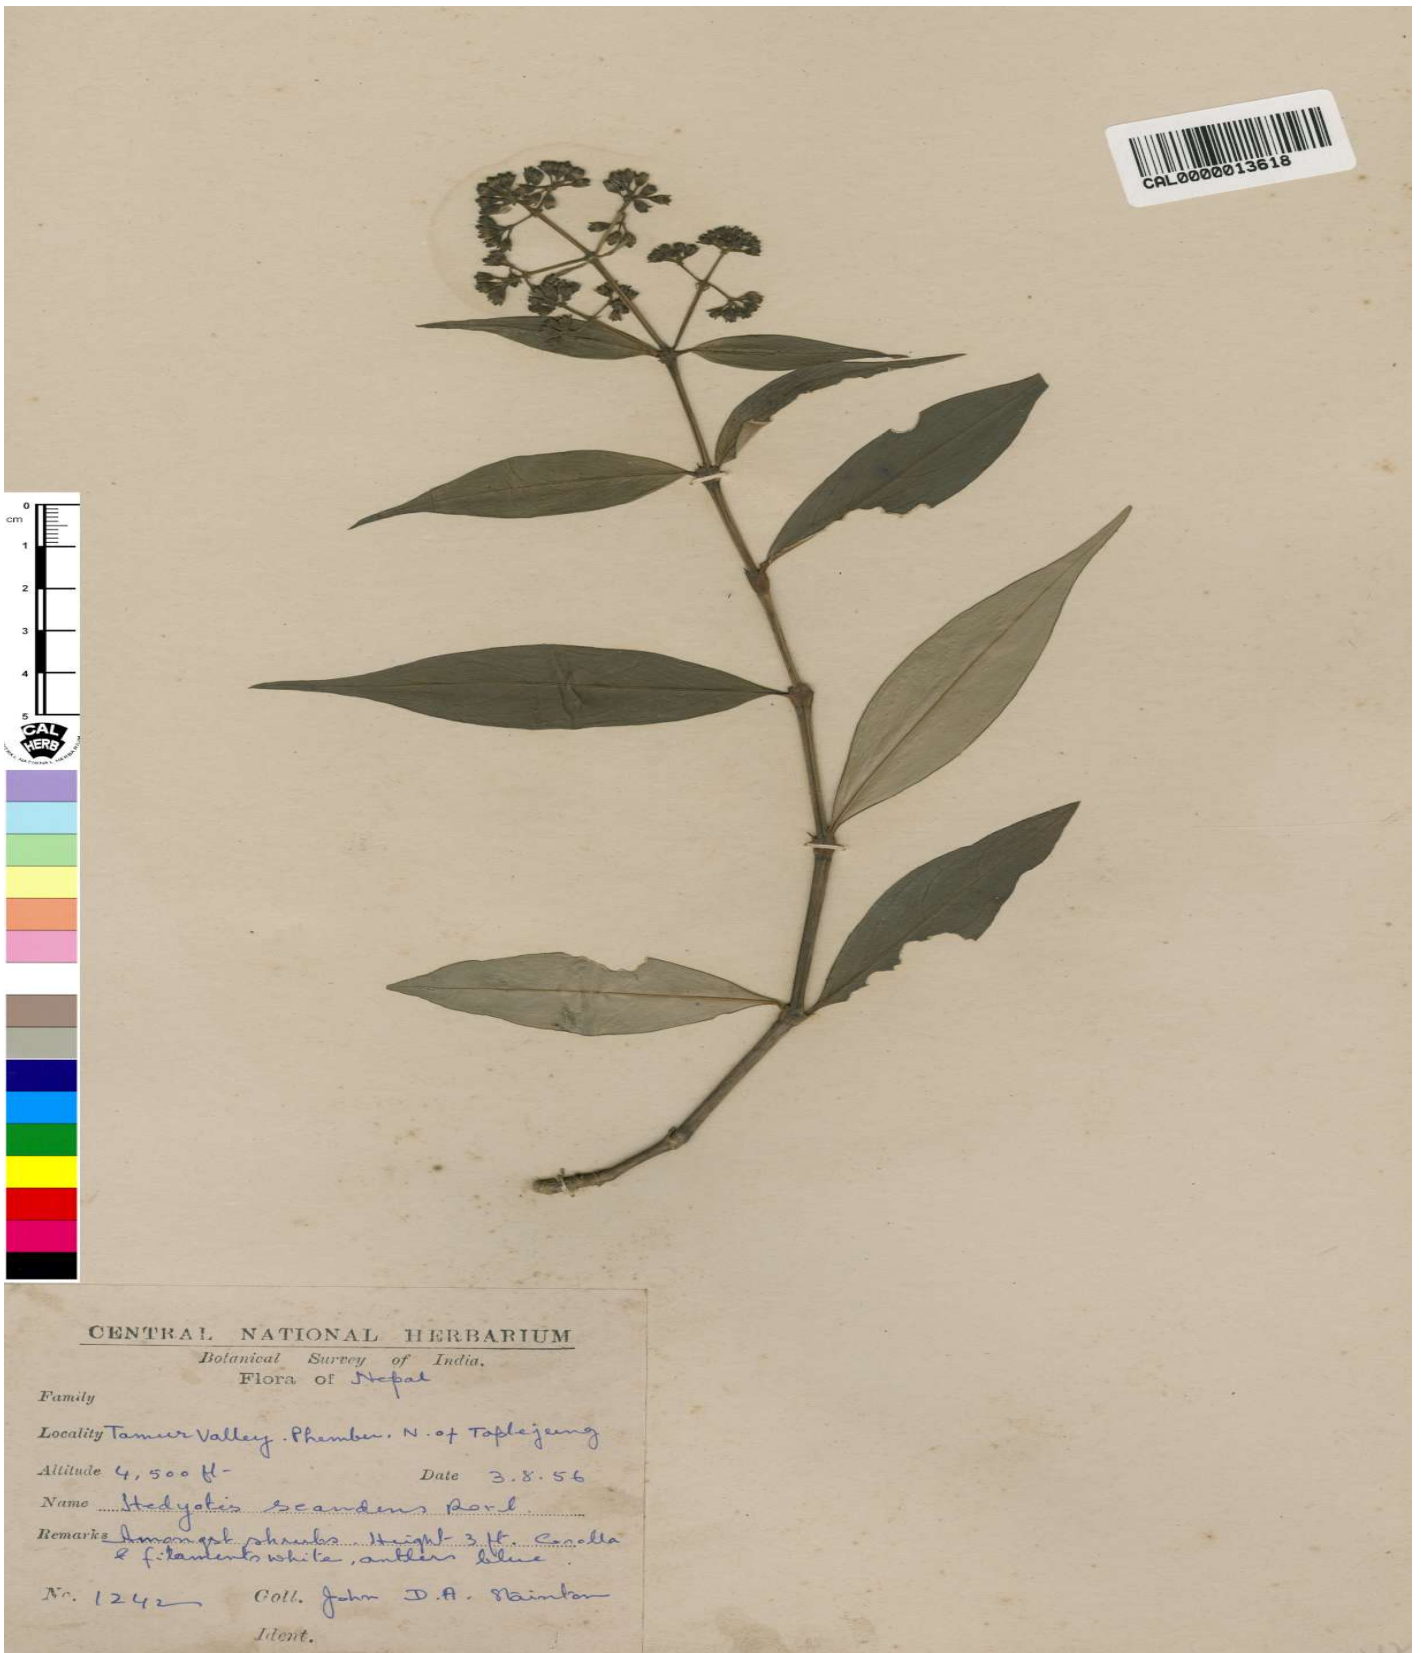 CAL0000013618
0
cm
1
2
3
4
5
CAL
HERB
CENTRAL NATIONAL HERBARIUM
Botanical Survey of India.
Flora of Nepal
Family
Locality Tamur Valley. Phembu. N. of Taplejung
Altitude 4,500 ft- Date 3.8.56
Name Hedyotis scandens Roxb.
Remarks Amongst shrubs. Height 3 ft. Corolla
& filaments white, anthers blue.
No. 1242 Coll. John D.A. Stainton
Ident.